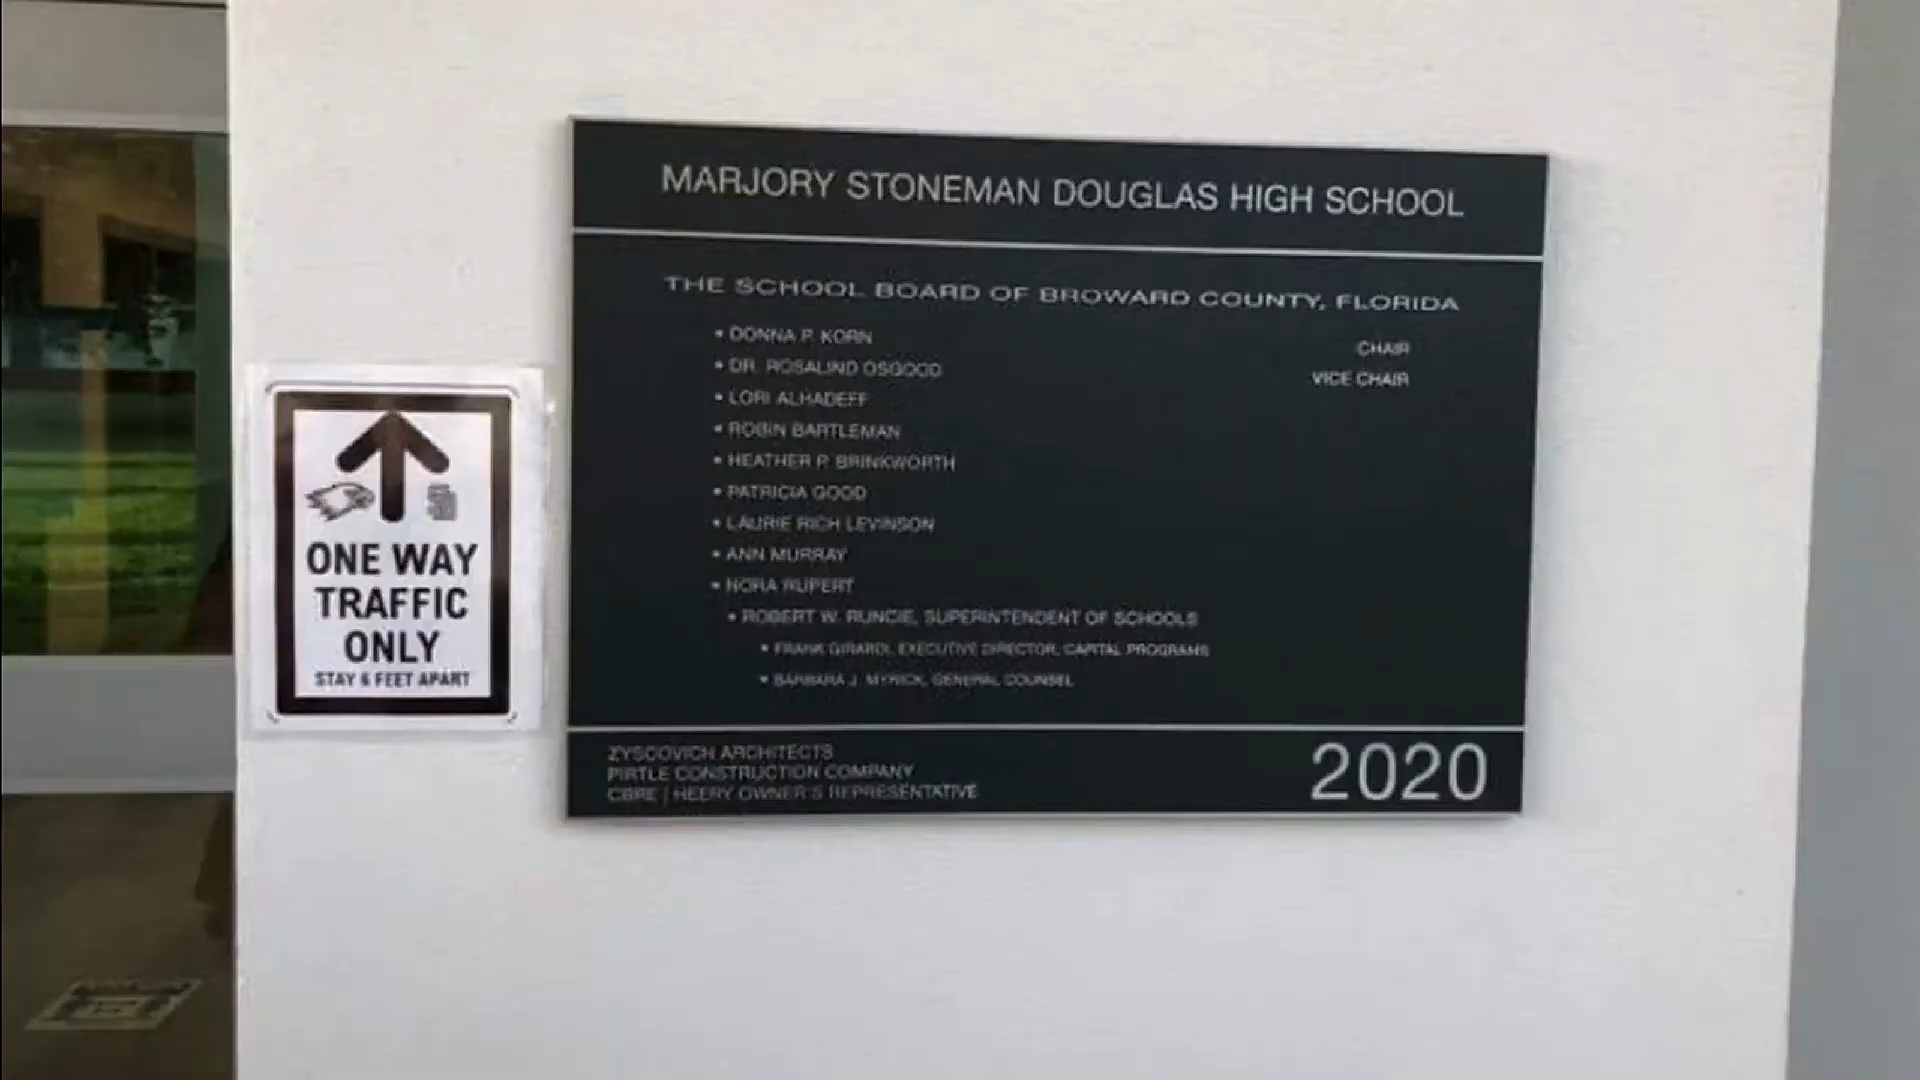 MARJORY STONEMAN DOUGLAS HIGH SCHOOL
THE SCHOOL BOARD OF BROWARD COUNTY, FLORIDA
• DONNA P. KORN CHAIR
• DR. ROSALIND OSGOOD VICE CHAIR
• LORI ALHADEFF
• ROBIN BARTLEMAN
• HEATHER P. BRINKWORTH
• PATRICIA GOOD
• LAURIE RICH LEVINSON
• ANN MURRAY
• NORA RUPERT
• ROBERT W. RUNCIE, SUPERINTENDENT OF SCHOOLS
• FRANK GIRARDI, EXECUTIVE DIRECTOR, CAPITAL PROGRAMS
• BARBARA J. MYRICK, GENERAL COUNSEL
ZYSCOVICH ARCHITECTS
PIRTLE CONSTRUCTION COMPANY
CBRE | HEERY OWNER'S REPRESENTATIVE
2020
ONE WAY
TRAFFIC
ONLY
STAY 6 FEET APART